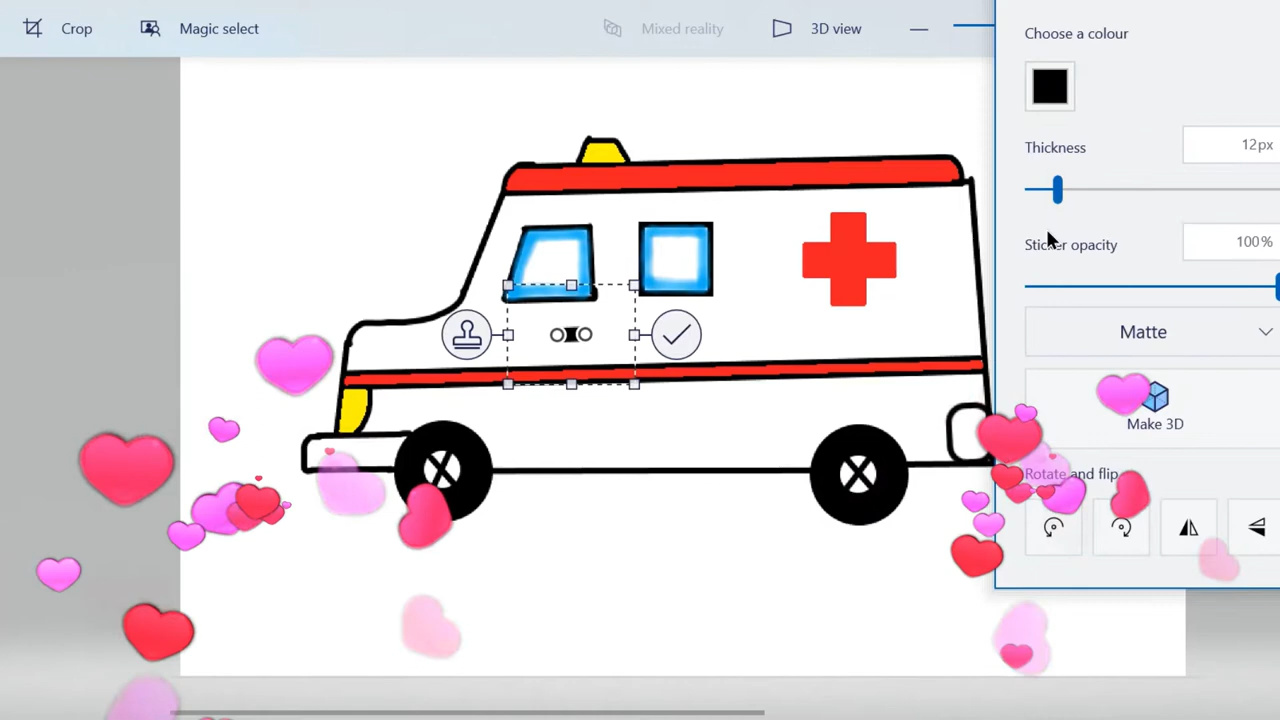 Crop
Magic select
Mixed reality
3D view
Choose a colour
Thickness
12px
Sticker opacity
100%
Matte
Make 3D
Rotate and flip